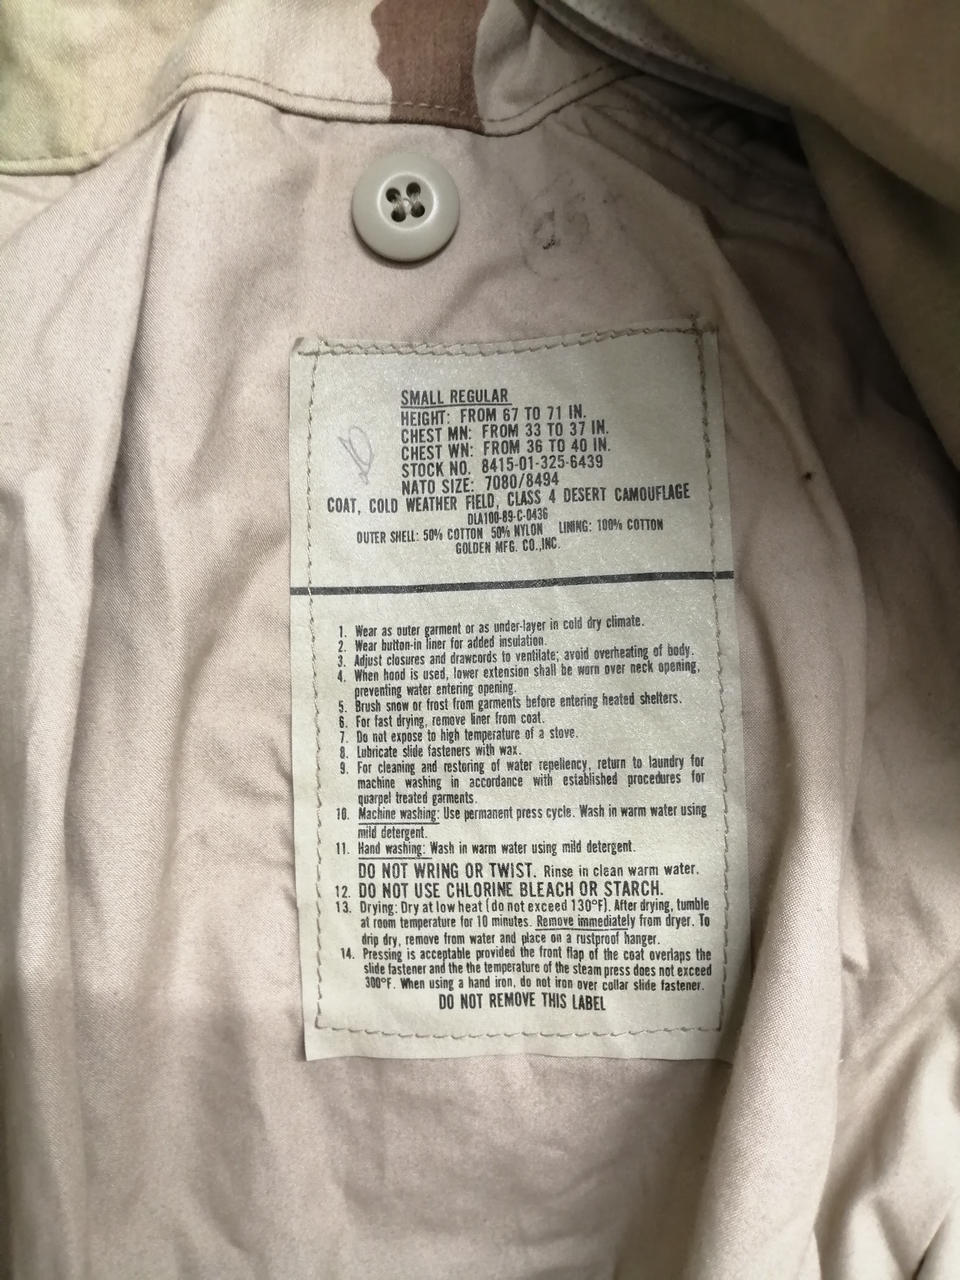 SMALL REGULAR
HEIGHT: FROM 67 TO 71 IN.
CHEST MN: FROM 33 TO 37 IN.
CHEST WN: FROM 36 TO 40 IN.
STOCK NO. 8415-01-325-6439
NATO SIZE: 7080/8494
COAT, COLD WEATHER FIELD, CLASS 4 DESERT CAMOUFLAGE
DLA100-89-C-0436
OUTER SHELL: 50% COTTON 50% NYLON LINING: 100% COTTON
GOLDEN MFG. CO.,INC.
1. Wear as outer garment or as under-layer in cold dry climate.
2. Wear button-in liner for added insulation.
3. Adjust closures and drawcords to ventilate; avoid overheating of body.
4. When hood is used, lower extension shall be worn over neck opening,
preventing water entering opening.
5. Brush snow or frost from garments before entering heated shelters.
6. For fast drying, remove liner from coat.
7. Do not expose to high temperature of a stove.
8. Lubricate slide fasteners with wax.
9. For cleaning and restoring of water repellency, return to laundry for
machine washing in accordance with established procedures for
quarpel treated garments.
10. Machine washing: Use permanent press cycle. Wash in warm water using
mild detergent.
11. Hand washing: Wash in warm water using mild detergent.
DO NOT WRING OR TWIST. Rinse in clean warm water.
12. DO NOT USE CHLORINE BLEACH OR STARCH.
13. Drying: Dry at low heat (do not exceed 130°F). After drying, tumble
at room temperature for 10 minutes. Remove immediately from dryer. To
drip dry, remove from water and place on a rustproof hanger.
14. Pressing is acceptable provided the front flap of the coat overlaps the
slide fastener and the the temperature of the steam press does not exceed
300°F. When using a hand iron, do not iron over collar slide fastener.
DO NOT REMOVE THIS LABEL